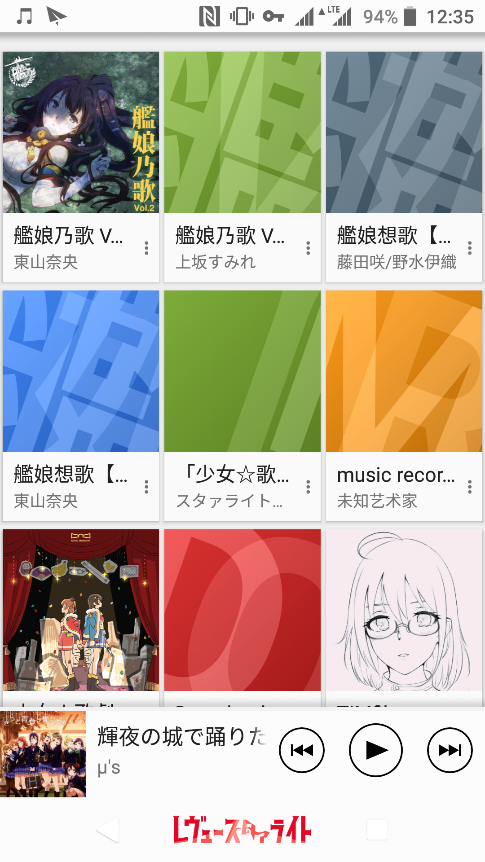 LTE 94% 12:35
艦娘乃歌
Vol.2
艦娘乃歌 V...
東山奈央
艦娘乃歌 V...
上坂すみれ
艦娘想歌【...
藤田咲/野水伊織
艦娘想歌【...
東山奈央
「少女☆歌...
スタァライト...
music recor...
未知艺术家
輝夜の城で踊りた
μ's
レヴュースタァライト